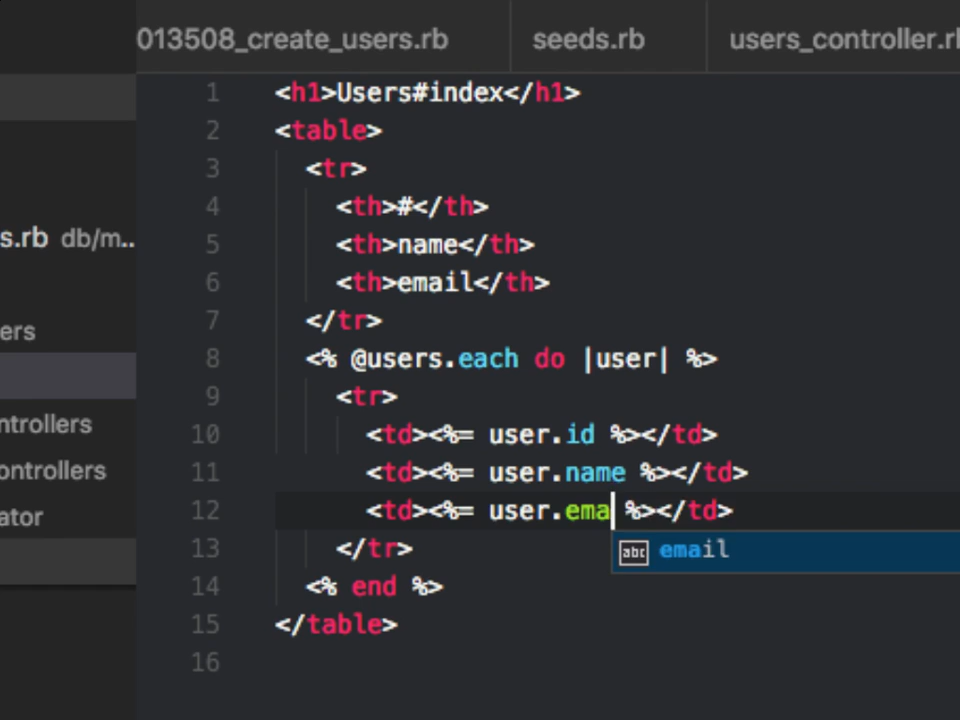 013508_create_users.rb seeds.rb users_controller.r
1 <h1>Users#index</h1>
2 <table>
3 <tr>
s.rb db/m…
4 <th>#</th>
5 <th>name</th>
6 <th>email</th>
7 </tr>
ers
8 <% @users.each do |user| %>
9 <tr>
ntrollers
10 <td><%= user.id %></td>
ontrollers
11 <td><%= user.name %></td>
ator
12 <td><%= user.ema %></td>
13 </tr>
abc email
14 <% end %>
15 </table>
16